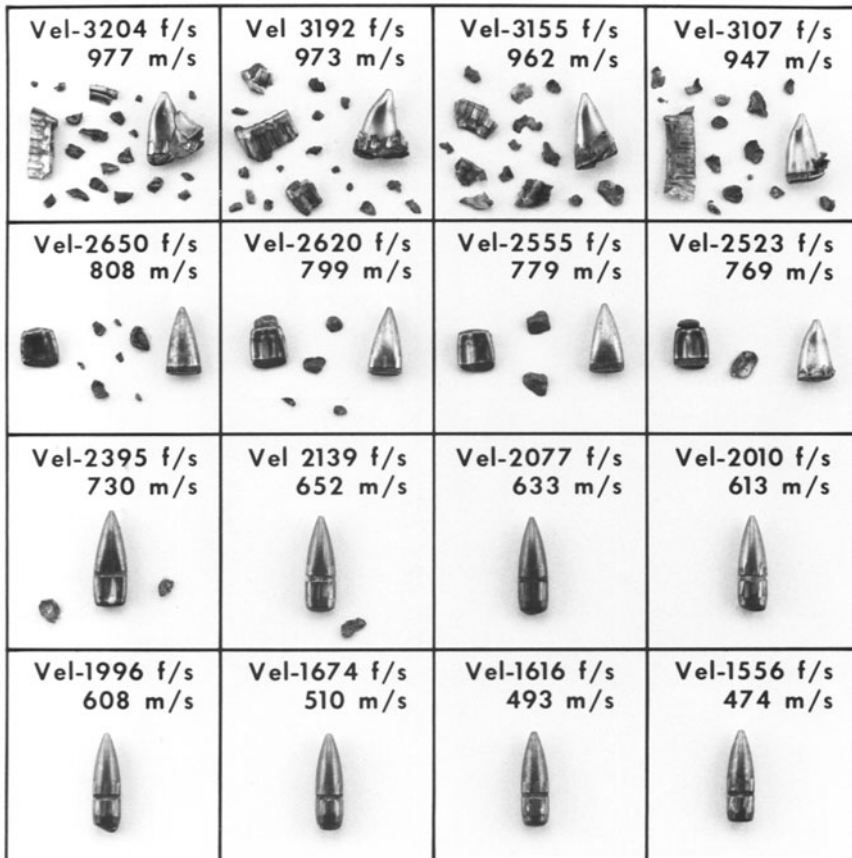 Vel-3204 f/s
977 m/s
Vel 3192 f/s
973 m/s
Vel-3155 f/s
962 m/s
Vel-3107 f/s
947 m/s
Vel-2650 f/s
808 m/s
Vel-2620 f/s
799 m/s
Vel-2555 f/s
779 m/s
Vel-2523 f/s
769 m/s
Vel-2395 f/s
730 m/s
Vel 2139 f/s
652 m/s
Vel-2077 f/s
633 m/s
Vel-2010 f/s
613 m/s
Vel-1996 f/s
608 m/s
Vel-1674 f/s
510 m/s
Vel-1616 f/s
493 m/s
Vel-1556 f/s
474 m/s